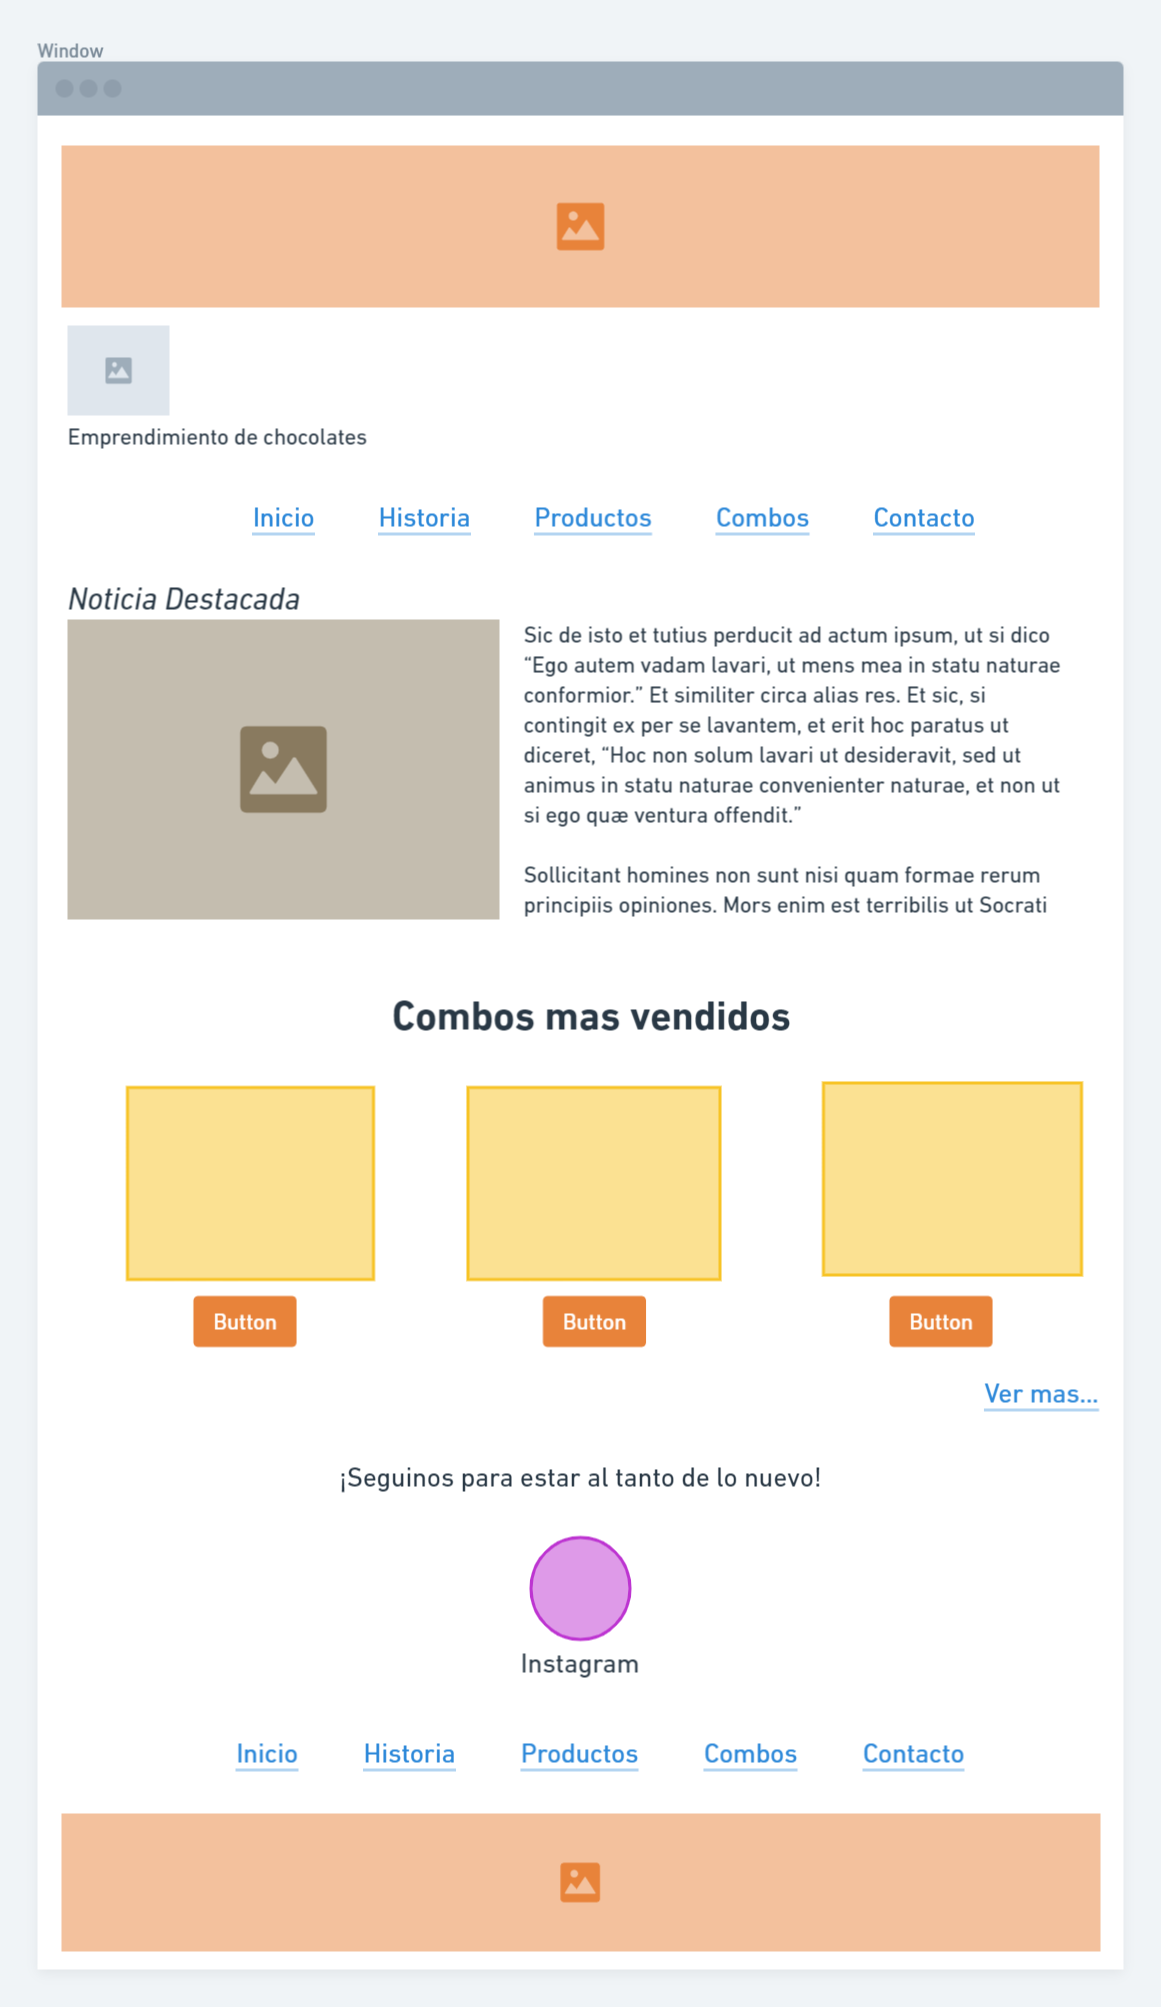 Window
Emprendimiento de chocolates
Inicio Historia Productos Combos Contacto
Noticia Destacada
Sic de isto et tutius perducit ad actum ipsum, ut si dico
“Ego autem vadam lavari, ut mens mea in statu naturae
conformior.” Et similiter circa alias res. Et sic, si
contingit ex per se lavantem, et erit hoc paratus ut
diceret, “Hoc non solum lavari ut desideravit, sed ut
animus in statu naturae convenienter naturae, et non ut
si ego quæ ventura offendit.”
Sollicitant homines non sunt nisi quam formae rerum
principiis opiniones. Mors enim est terribilis ut Socrati
Combos mas vendidos
Button Button Button
Ver mas...
¡Seguinos para estar al tanto de lo nuevo!
Instagram
Inicio Historia Productos Combos Contacto